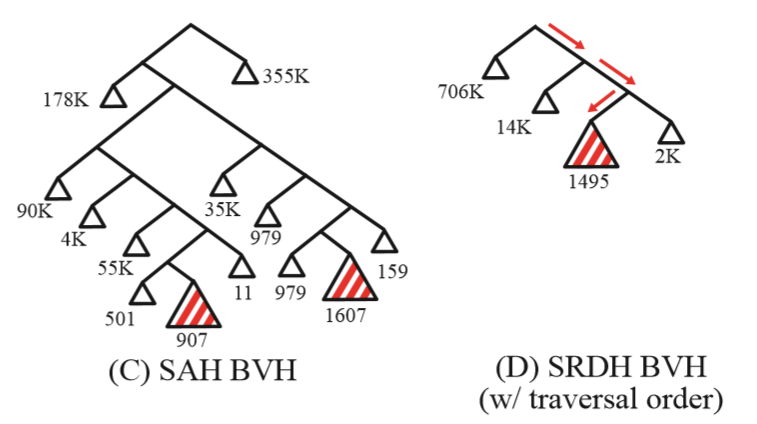 178K
355K
90K
4K
55K
501
907
11
35K
979
979
1607
159
(C) SAH BVH
706K
14K
1495
2K
(D) SRDH BVH
(w/ traversal order)